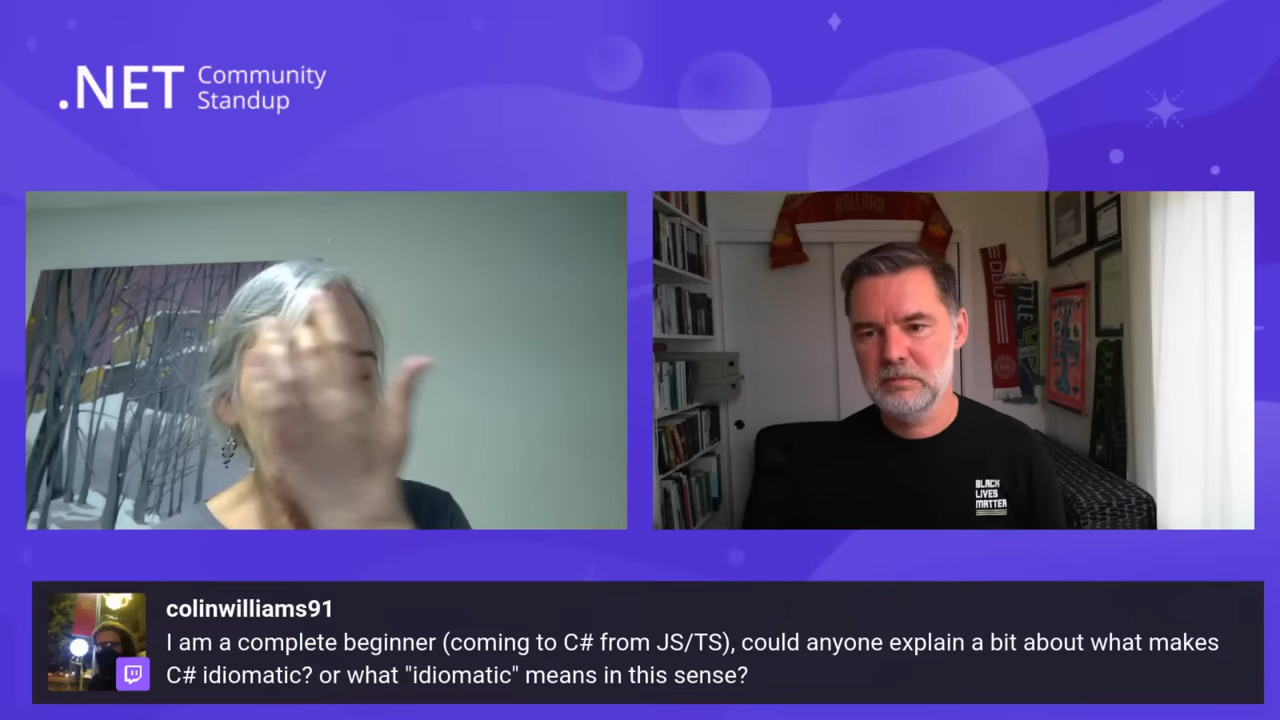 .NET Community
Standup
BALLARD
BLACK
LIVES
MATTER
colinwilliams91
I am a complete beginner (coming to C# from JS/TS), could anyone explain a bit about what makes
C# idiomatic? or what "idiomatic" means in this sense?